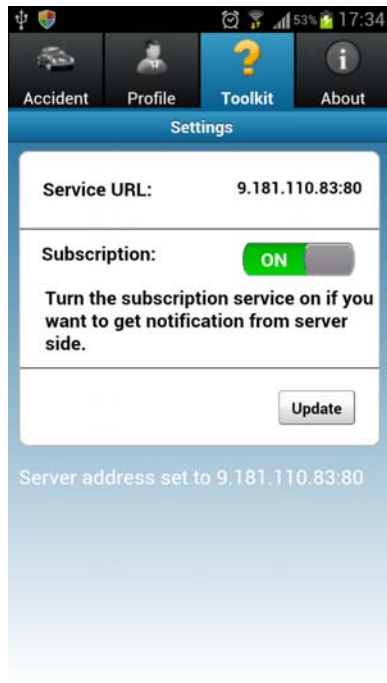 53% 17:34
Accident Profile Toolkit About
Settings
Service URL: 9.181.110.83:80
Subscription: ON
Turn the subscription service on if you
want to get notification from server
side.
Update
Server address set to 9.181.110.83:80